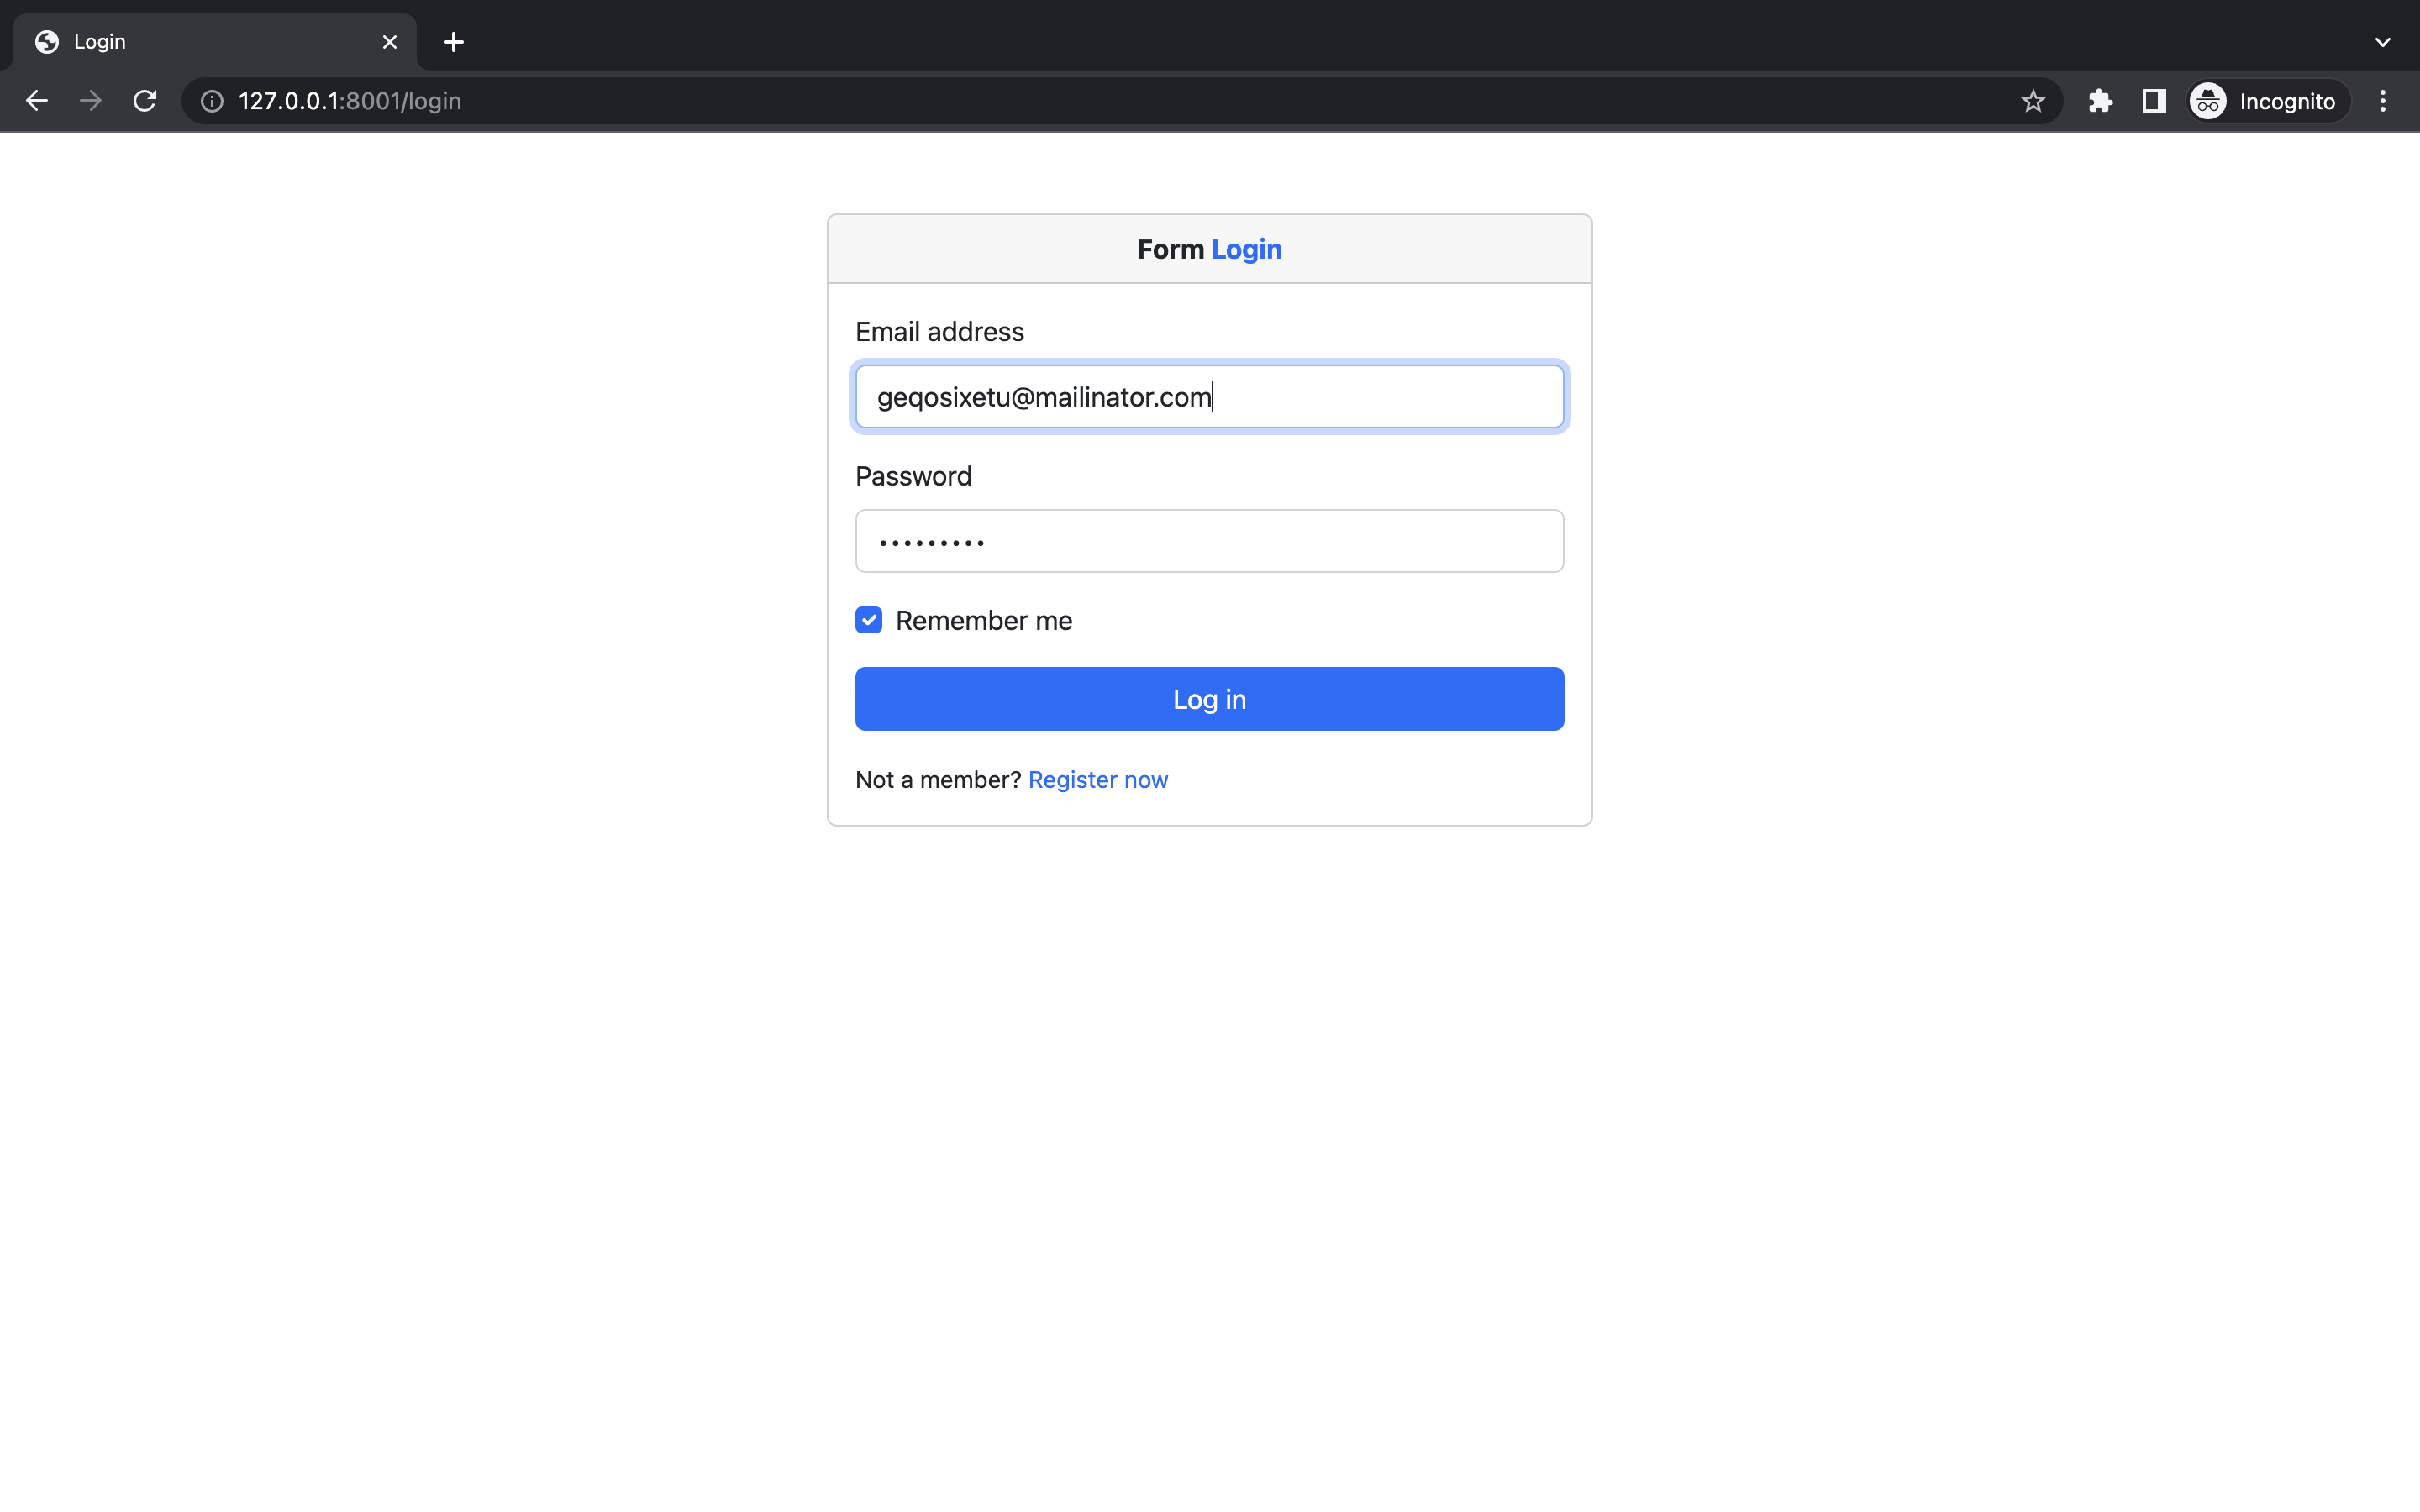 Login
127.0.0.1:8001/login
Incognito
Form Login
Email address
geqosixetu@mailinator.com
Password
•••••••••
Remember me
Log in
Not a member? Register now